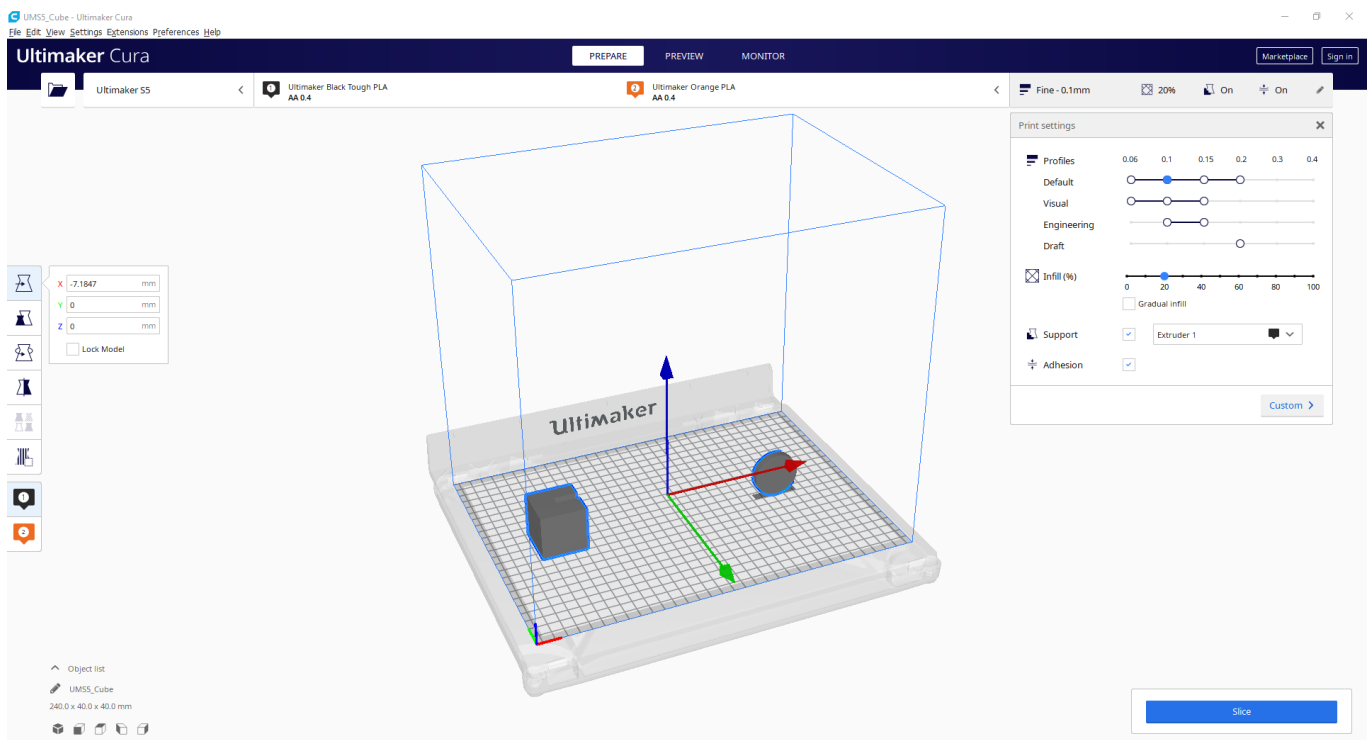 UMS5_Cube - Ultimaker Cura
File Edit View Settings Extensions Preferences Help
Ultimaker Cura
PREPARE PREVIEW MONITOR
Marketplace Sign in
Ultimaker S5
1 Ultimaker Black Tough PLA
AA 0.4
2 Ultimaker Orange PLA
AA 0.4
Fine - 0.1mm 20% On On
Print settings
Profiles 0.06 0.1 0.15 0.2 0.3 0.4
Default
Visual
Engineering
Draft
Infill (%)
0 20 40 60 80 100
Gradual infill
Support Extruder 1
Adhesion
Custom
X -7.1847 mm
Y 0 mm
Z 0 mm
Lock Model
1
2
Ultimaker
Object list
UMS5_Cube
240.0 x 40.0 x 40.0 mm
Slice